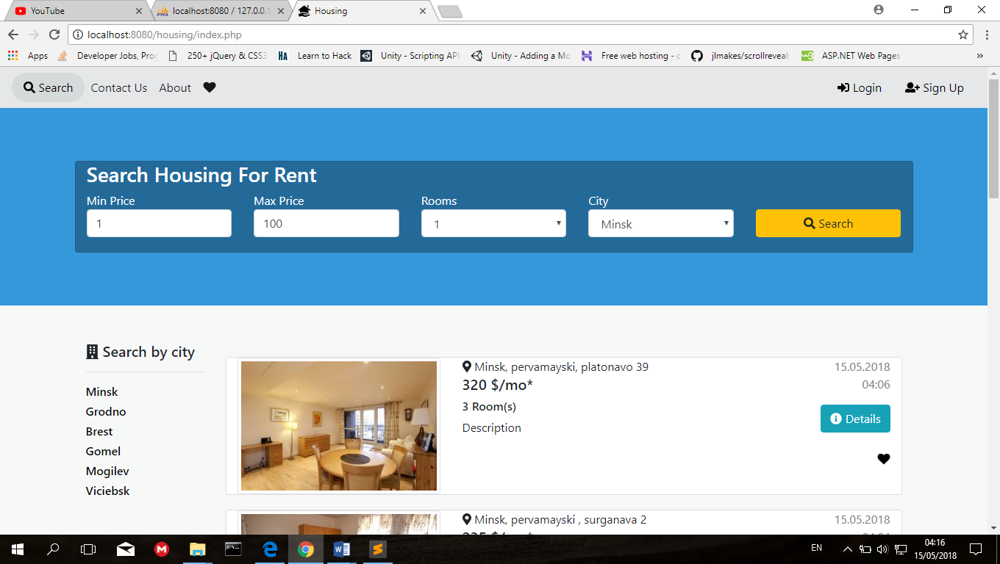 YouTube
localhost:8080 / 127.0.0.1
Housing
localhost:8080/housing/index.php
Apps
Developer Jobs, Prog
250+ jQuery & CSS3
HA
Learn to Hack
Unity - Scripting API
Unity - Adding a Mo
Free web hosting - c
jlmakes/scrollreveal:
ASP.NET Web Pages
Search
Contact Us
About
Login
Sign Up
Search Housing For Rent
Min Price
Max Price
Rooms
City
1
100
1
Minsk
Search
Search by city
Minsk
Grodno
Brest
Gomel
Mogilev
Viciebsk
Minsk, pervamayski, platonavo 39
15.05.2018
320 $/mo*
04:06
3 Room(s)
Details
Description
Minsk, pervamayski , surganava 2
15.05.2018
EN
04:16
15/05/2018